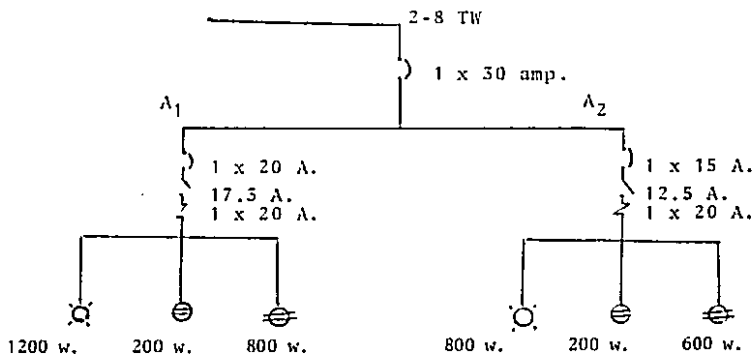 2-8 TW
1 x 30 amp.
A1
A2
1 x 20 A.
17.5 A.
1 x 20 A.
1 x 15 A.
12.5 A.
1 x 20 A.
1200 w.
200 w.
800 w.
800 w.
200 w.
600 w.